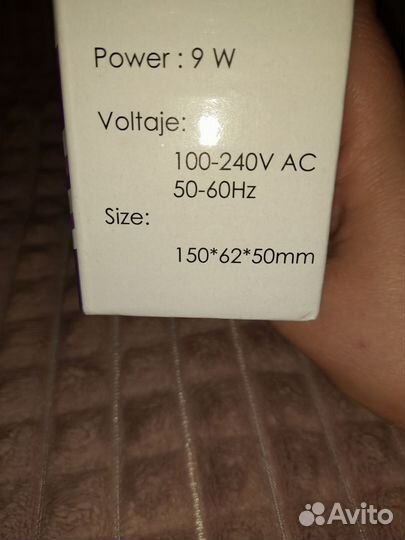 Power : 9 W
Voltaje:
100-240V AC
50-60Hz
Size:
150*62*50mm
Avito